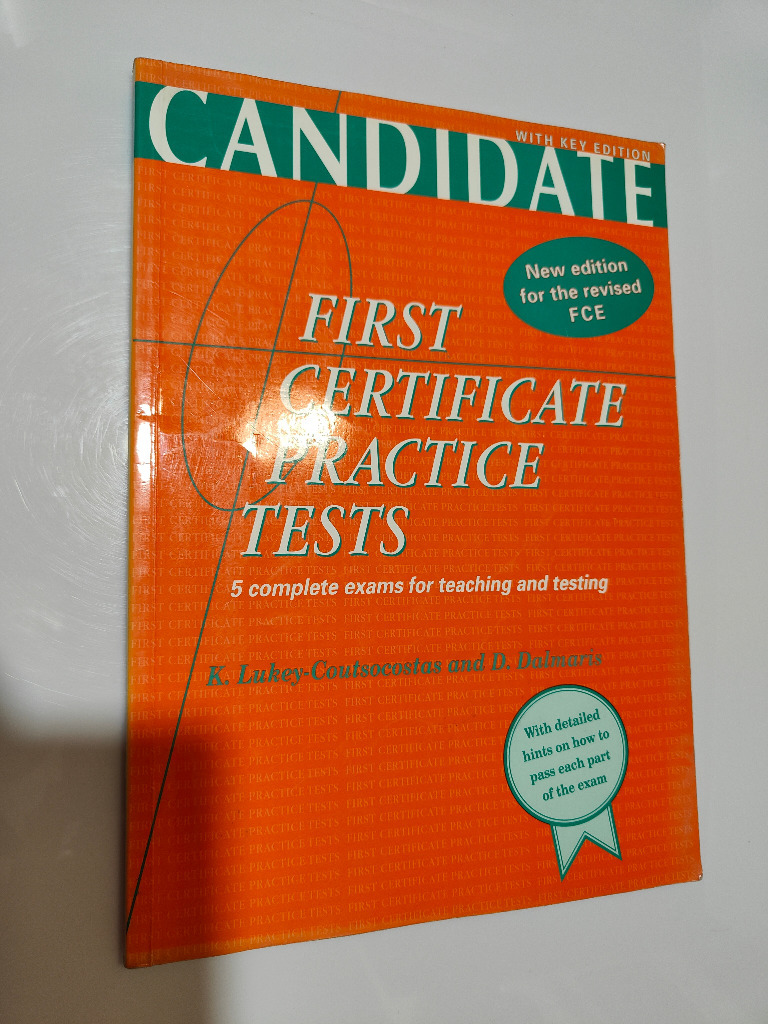 WITH KEY EDITION
CANDIDATE
New edition
for the revised
FCE
FIRST
CERTIFICATE
PRACTICE
TESTS
5 complete exams for teaching and testing
K. Lukey-Coutsocostas and D. Dalmaris
With detailed
hints on how to
pass each part
of the exam